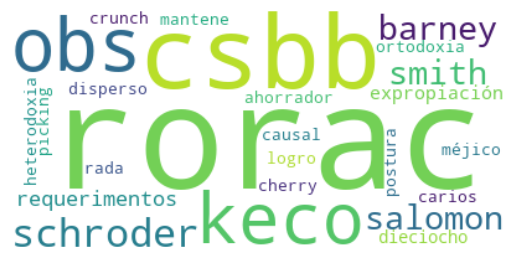 crunch mantene
obs csbb barney
ortodoxia
smith
disperso
expropiación
ahorrador
heterodoxia
picking
rorac
causal
postura
méjico
logro
rada
cherry
requerimentos
keco
carios
salomon
schroder
dieciocho